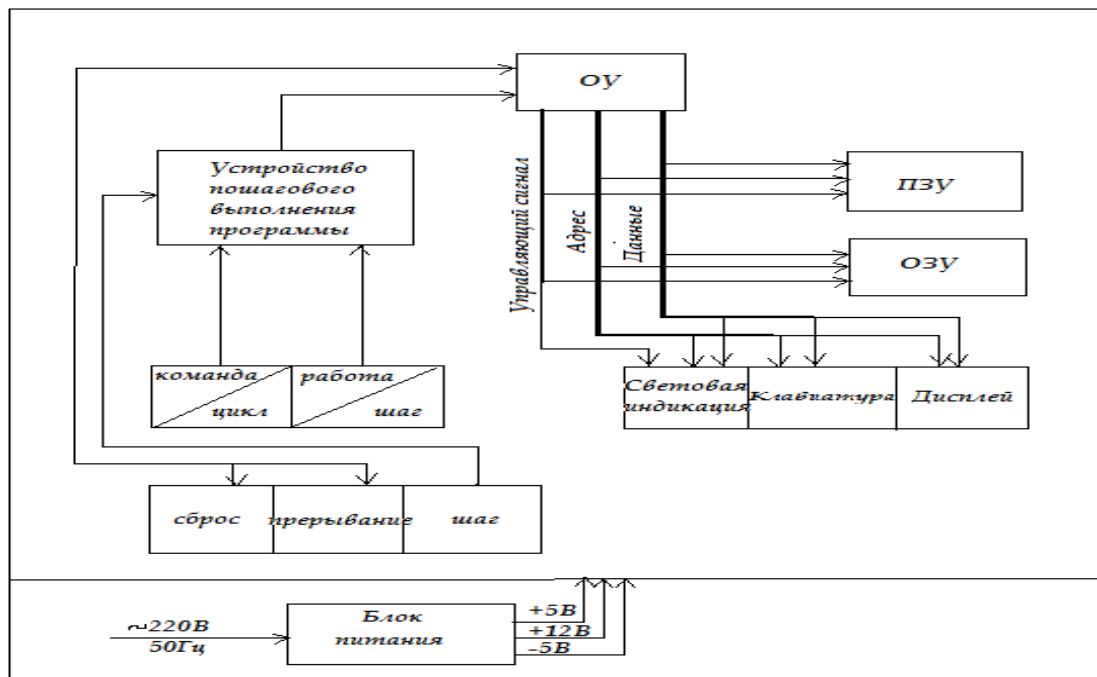 ОУ
Устройство
пошагового
выполнения
программы
Управляющий сигнал
Адрес
Данные
ПЗУ
ОЗУ
команда
цикл
работа
шаг
Световая
индикация
Клавиатура
Дисплей
сброс
прерывание
шаг
~220В
50Гц
Блок
питания
+5В
+12В
-5В